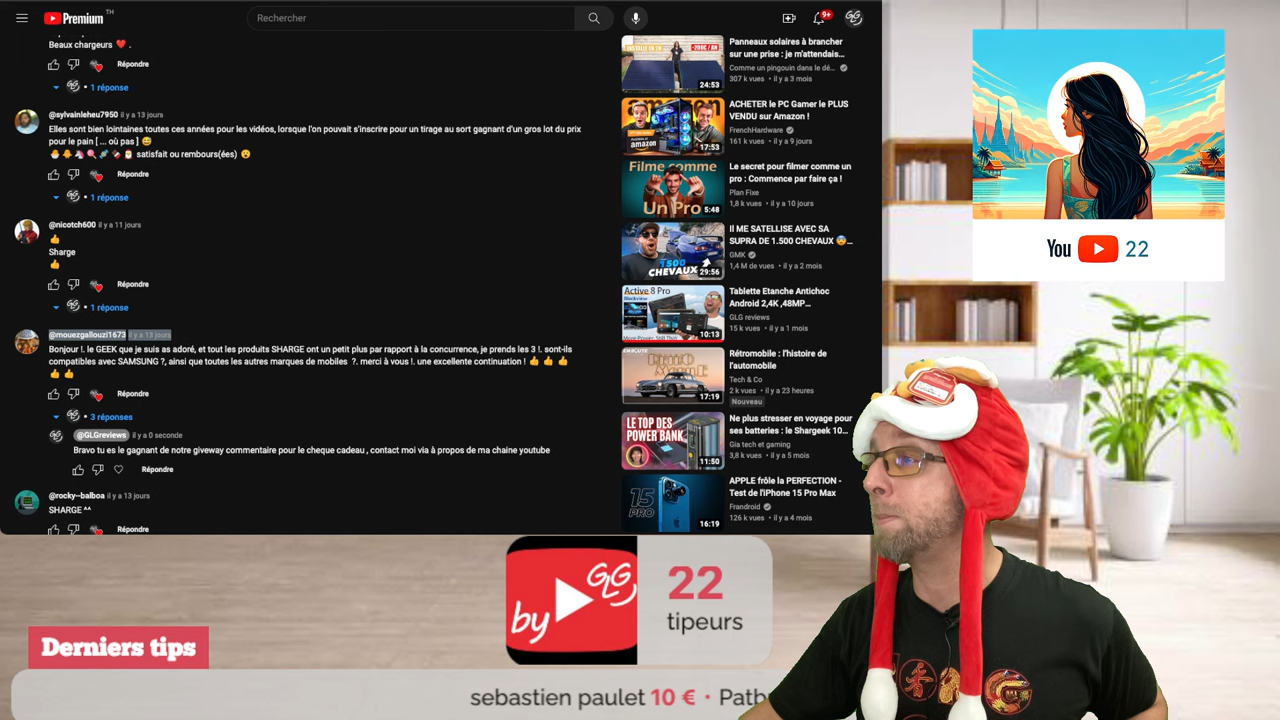 Premium TH
Rechercher
9+
Beaux chargeurs ❤️ .
Répondre
1 réponse
@sylvainleheu7950 il y a 13 jours
Elles sont bien lointaines toutes ces années pour les vidéos, lorsque l'on pouvait s'inscrire pour un tirage au sort gagnant d'un gros lot du prix
pour le pain [ ... où pas ]
satisfait ou rembours(ées)
Répondre
1 réponse
@nicotch600 il y a 11 jours
👍
Sharge
👍
Répondre
1 réponse
@mouezgallouzi1673 il y a 13 jours
Bonjour !. le GEEK que je suis as adoré, et tout les produits SHARGE ont un petit plus par rapport à la concurrence, je prends les 3 !. sont-ils
compatibles avec SAMSUNG ?, ainsi que toutes les autres marques de mobiles ?. merci à vous !. une excellente continuation ! 👍 👍 👍
👍 👍
Répondre
3 réponses
@GLGreviews il y a 0 seconde
Bravo tu es le gagnant de notre giveway commentaire pour le cheque cadeau , contact moi via à propos de ma chaine youtube
Répondre
@rocky--balboa il y a 13 jours
SHARGE ^^
Répondre
-200€ / AN
24:53
Panneaux solaires à brancher
sur une prise : je m'attendais...
Comme un pingouin dans le dé...
307 k vues • il y a 3 mois
amazon
17:53
ACHETER le PC Gamer le PLUS
VENDU sur Amazon !
FrenchHardware
161 k vues • il y a 9 jours
Filme comme
Un Pro
5:48
Le secret pour filmer comme un
pro : Commence par faire ça !
Plan Fixe
1,8 k vues • il y a 10 jours
1500
CHEVAUX
29:56
Il ME SATELLISE AVEC SA
SUPRA DE 1.500 CHEVAUX 😨...
GMK
1,4 M de vues • il y a 2 mois
Active 8 Pro
10:13
Tablette Etanche Antichoc
Android 2,4K ,48MP...
GLG reviews
15 k vues • il y a 1 mois
17:19
Rétromobile : l'histoire de
l'automobile
Tech & Co
2 k vues • il y a 23 heures
Nouveau
LE TOP DES
POWER BANK
11:50
Ne plus stresser en voyage pour
ses batteries : le Shargeek 10...
Gia tech et gaming
3,8 k vues • il y a 5 mois
15
PRO
16:19
APPLE frôle la PERFECTION -
Test de l'iPhone 15 Pro Max
Frandroid
126 k vues • il y a 4 mois
You 22
by GLG
22
tipeurs
Derniers tips
sebastien paulet 10 € •